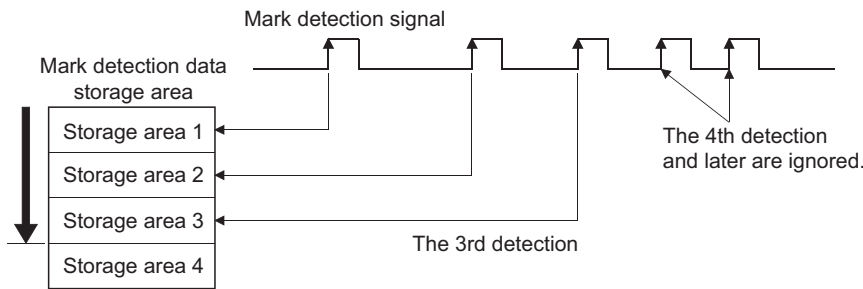 Mark detection signal
Mark detection data
storage area
Storage area 1
Storage area 2
Storage area 3
Storage area 4
The 4th detection
and later are ignored.
The 3rd detection